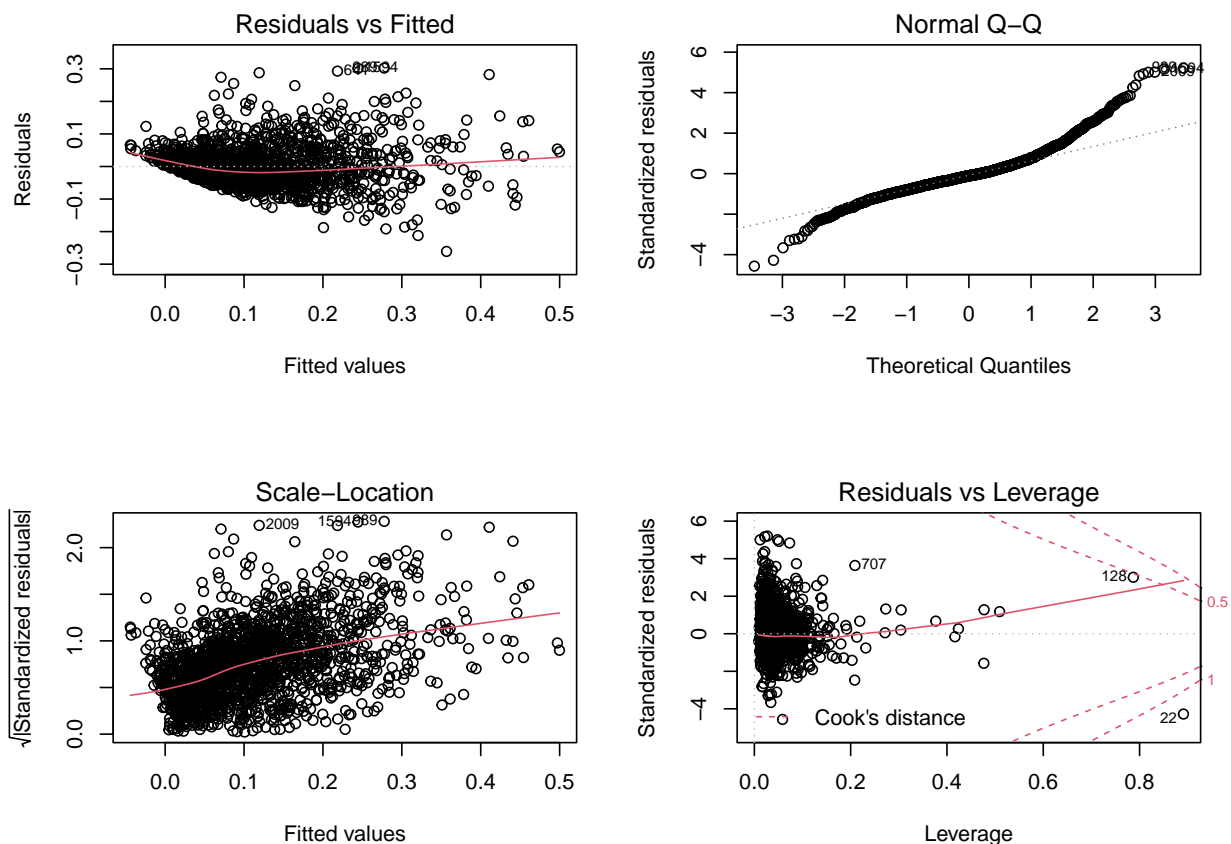 Residuals vs Fitted
Residuals
0.3
0.1
−0.1
−0.3
0.0 0.1 0.2 0.3 0.4 0.5
Fitted values
Normal Q−Q
Standardized residuals
6
4
2
0
−4
−3 −2 −1 0 1 2 3
Theoretical Quantiles
Scale−Location
√|Standardized residuals|
2.0
1.0
0.0
2009
0.0 0.1 0.2 0.3 0.4 0.5
Fitted values
Residuals vs Leverage
Standardized residuals
6
4
2
0
−4
707
128
22
0.5
1
Cook's distance
0.0 0.2 0.4 0.6 0.8
Leverage